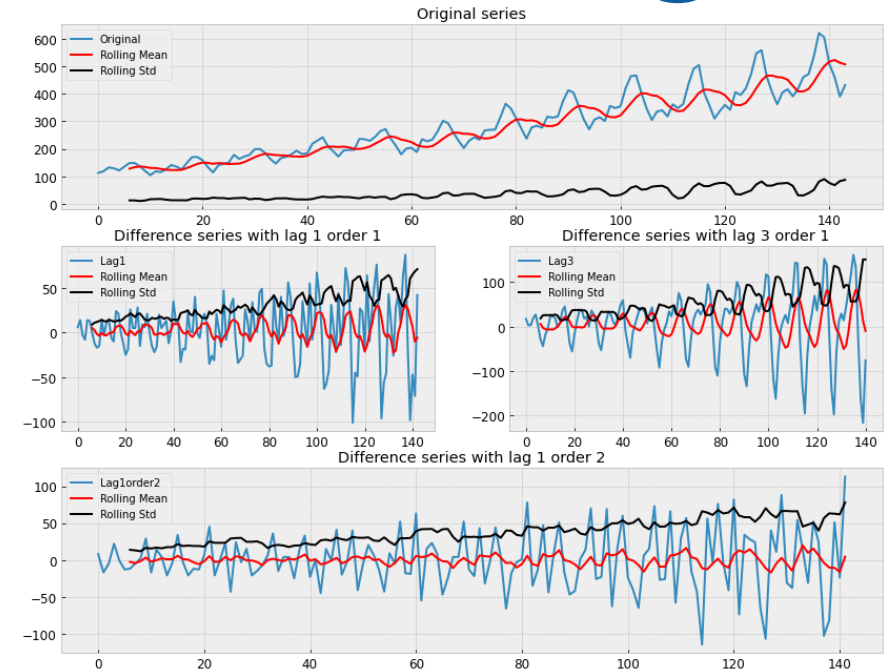 Original series
Original
Rolling Mean
Rolling Std
600
500
400
300
200
100
0
0 20 40 60 80 100 120 140
Difference series with lag 1 order 1
Lag1
Rolling Mean
Rolling Std
50
0
−50
−100
0 20 40 60 80 100 120 140
Difference series with lag 3 order 1
Lag3
Rolling Mean
Rolling Std
100
0
−100
−200
0 20 40 60 80 100 120 140
Difference series with lag 1 order 2
Lag1order2
Rolling Mean
Rolling Std
100
50
0
−50
−100
0 20 40 60 80 100 120 140